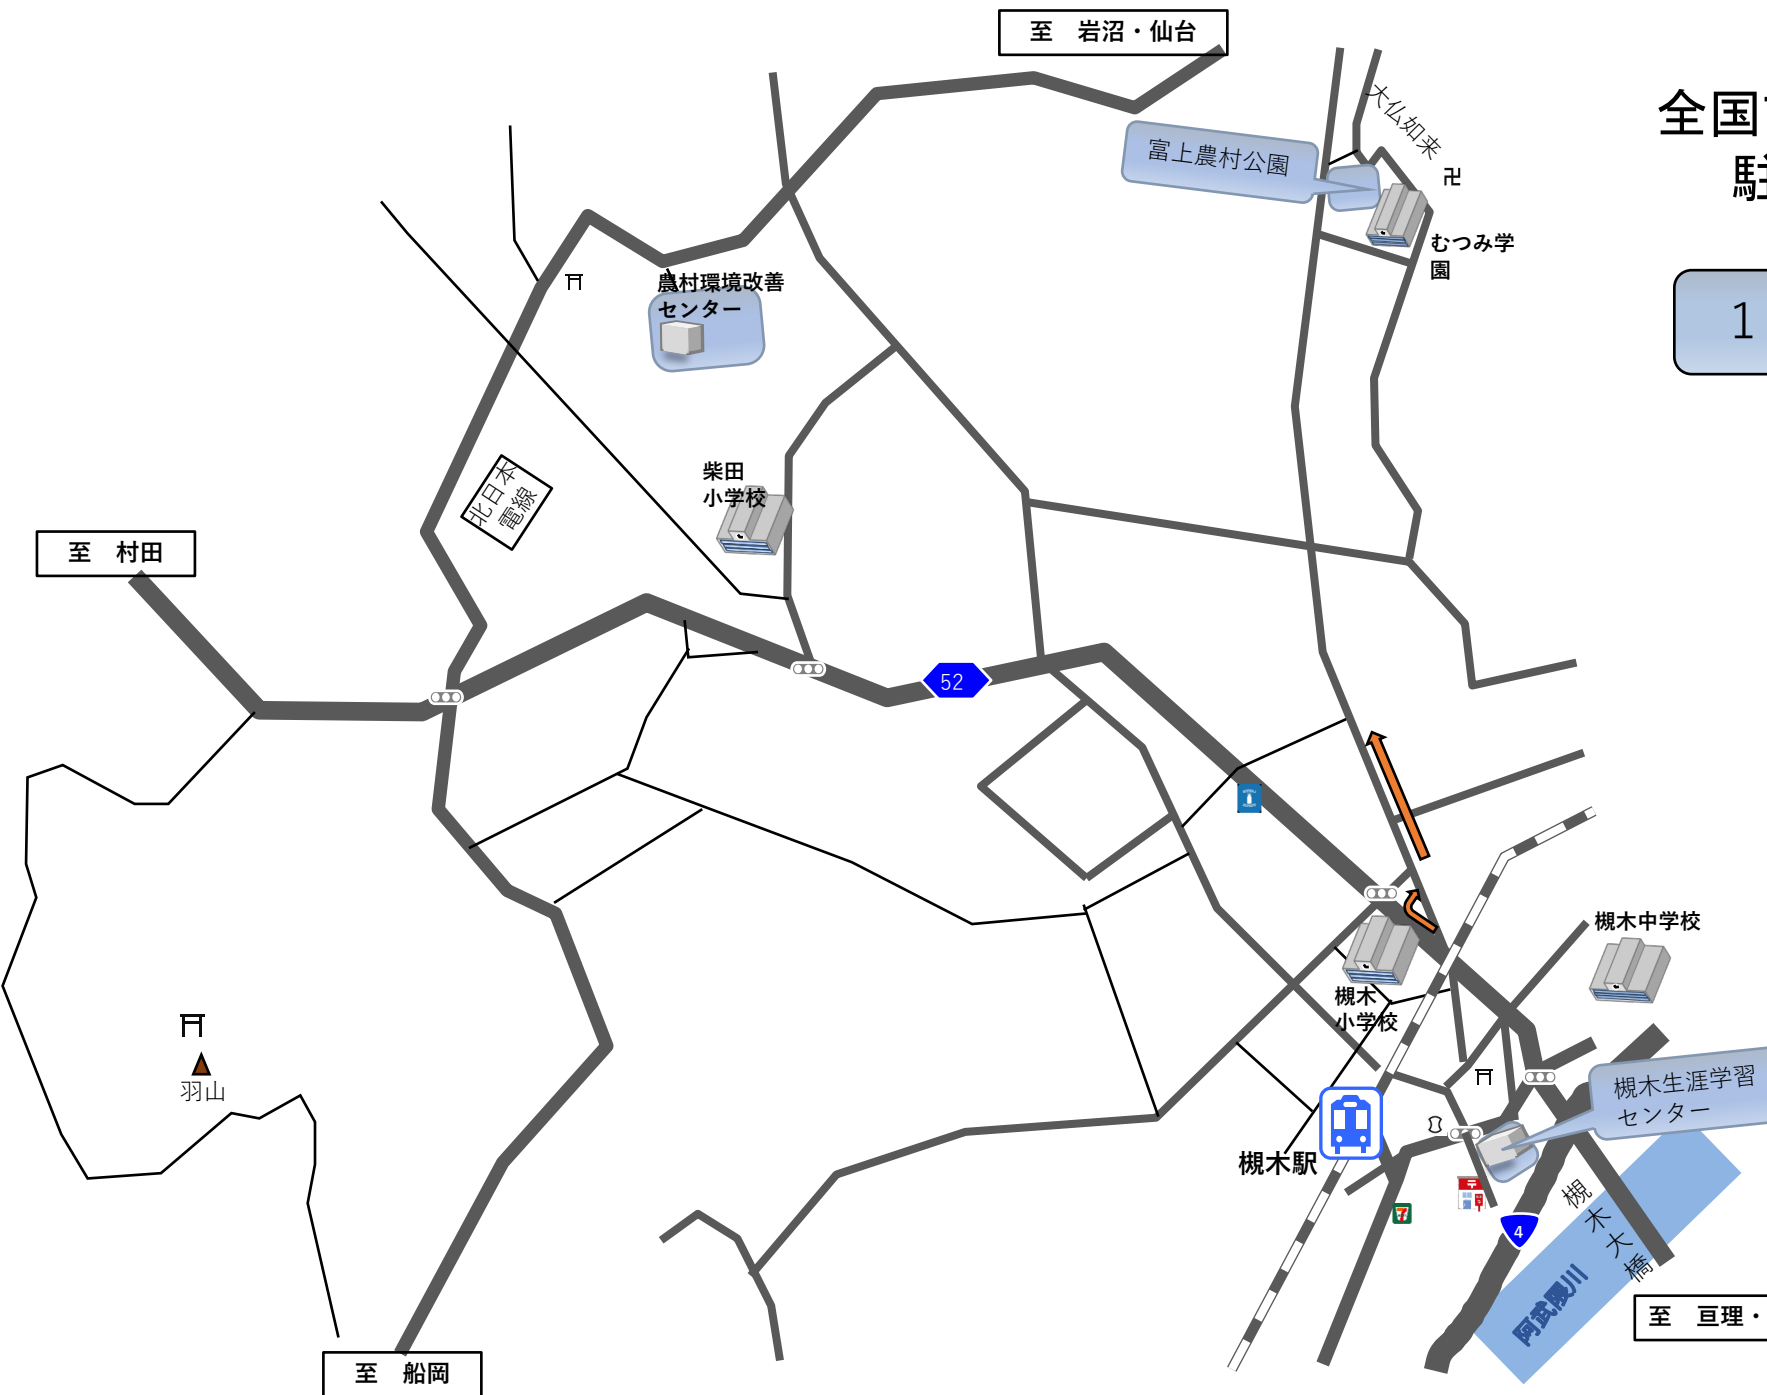 至　岩沼・仙台
全国
駐
大仏如来
富上農村公園
卍
むつみ学
園
1
農村環境改善
センター
柴田
小学校
北日本
電線
至　村田
52
槻木中学校
槻木
小学校
羽山
槻木生涯学習
センター
槻木駅
7
〒
4
槻木大橋
阿武隈川
至　亘理・
至　船岡